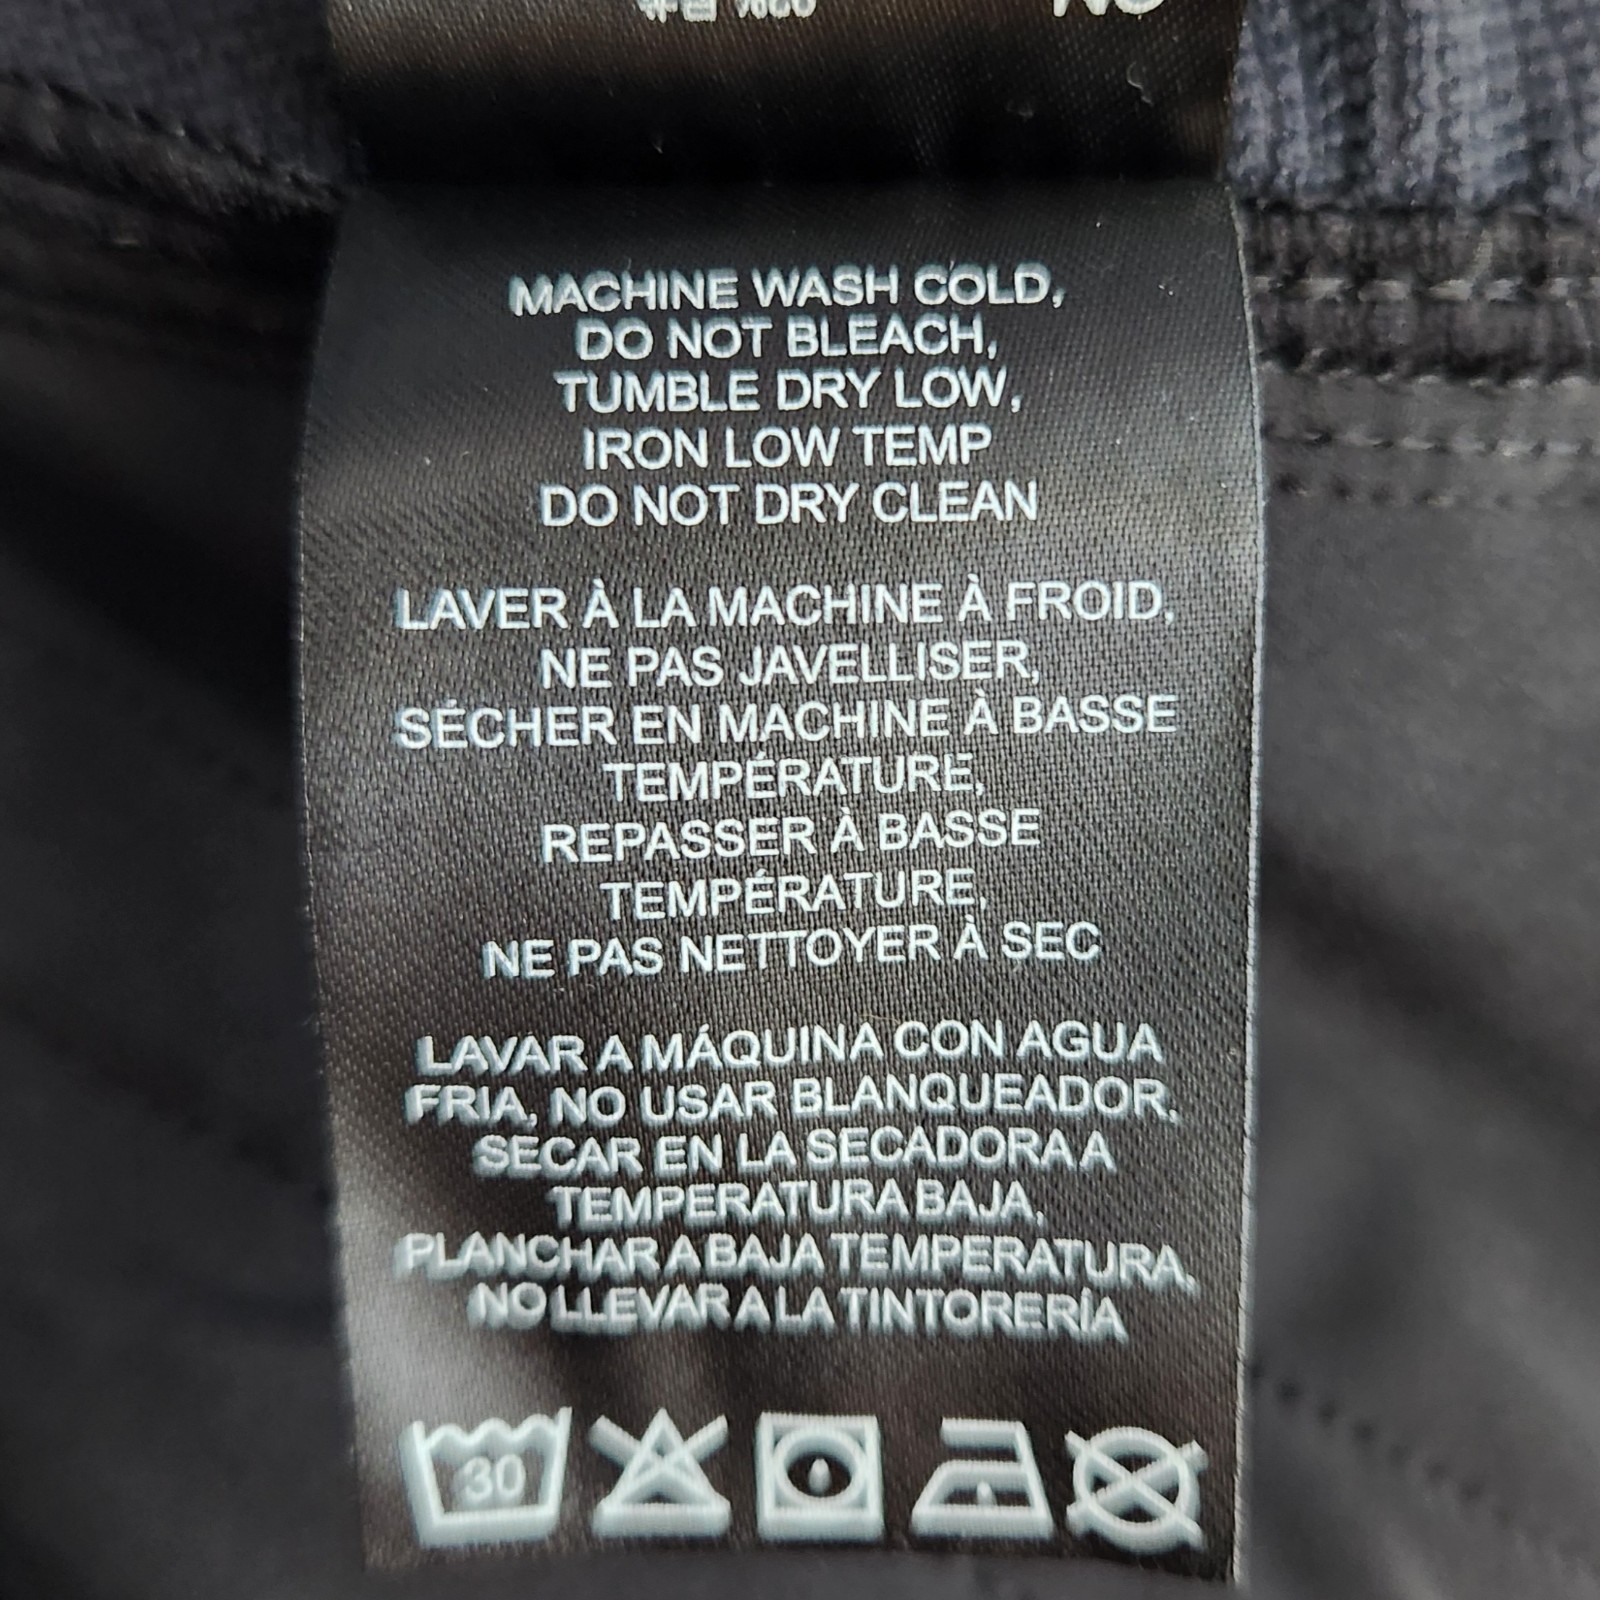 MACHINE WASH COLD,
DO NOT BLEACH,
TUMBLE DRY LOW,
IRON LOW TEMP
DO NOT DRY CLEAN
LAVER À LA MACHINE À FROID,
NE PAS JAVELLISER,
SÉCHER EN MACHINE À BASSE
TEMPÉRATURE,
REPASSER À BASSE
TEMPÉRATURE,
NE PAS NETTOYER À SEC
LAVAR A MÁQUINA CON AGUA
FRIA, NO USAR BLANQUEADOR,
SECAR EN LA SECADORA A
TEMPERATURA BAJA,
PLANCHAR A BAJA TEMPERATURA,
NO LLEVAR A LA TINTORERÍA
30